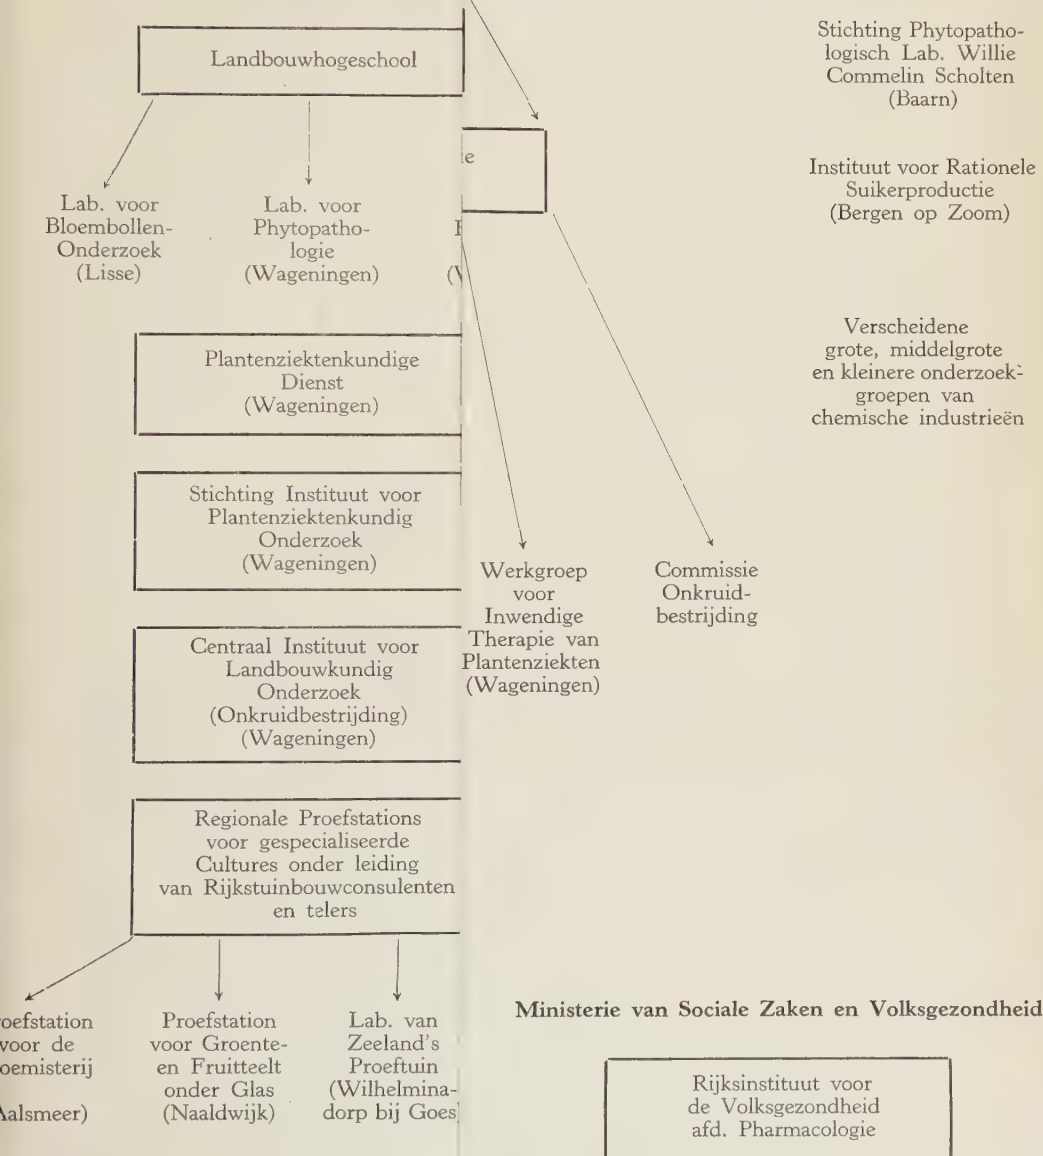 Landbouwhogeschool
Lab. voor
Bloembollen-
Onderzoek
(Lisse)
Lab. voor
Phytopatho-
logie
(Wageningen)
Plantenziektenkundige
Dienst
(Wageningen)
Stichting Instituut voor
Plantenziektenkundig
Onderzoek
(Wageningen)
Centraal Instituut voor
Landbouwkundig
Onderzoek
(Onkruidbestrijding)
(Wageningen)
Regionale Proefstations
voor gespecialiseerde
Cultures onder leiding
van Rijkstuinbouwconsulenten
en telers
oefstation
voor de
oemisterij
Aalsmeer)
Proefstation
voor Groente-
en Fruitteelt
onder Glas
(Naaldwijk)
Lab. van
Zeeland's
Proeftuin
(Wilhelmina-
dorp bij Goes)
Werkgroep
voor
Inwendige
Therapie van
Plantenziekten
(Wageningen)
Commissie
Onkruid-
bestrijding
Stichting Phytopatho-
logisch Lab. Willie
Commelin Scholten
(Baarn)
Instituut voor Rationele
Suikerproductie
(Bergen op Zoom)
Verscheidene
grote, middelgrote
en kleinere onderzoek-
groepen van
chemische industrieën
Ministerie van Sociale Zaken en Volksgezondheid
Rijksinstituut voor
de Volksgezondheid
afd. Pharmacologie